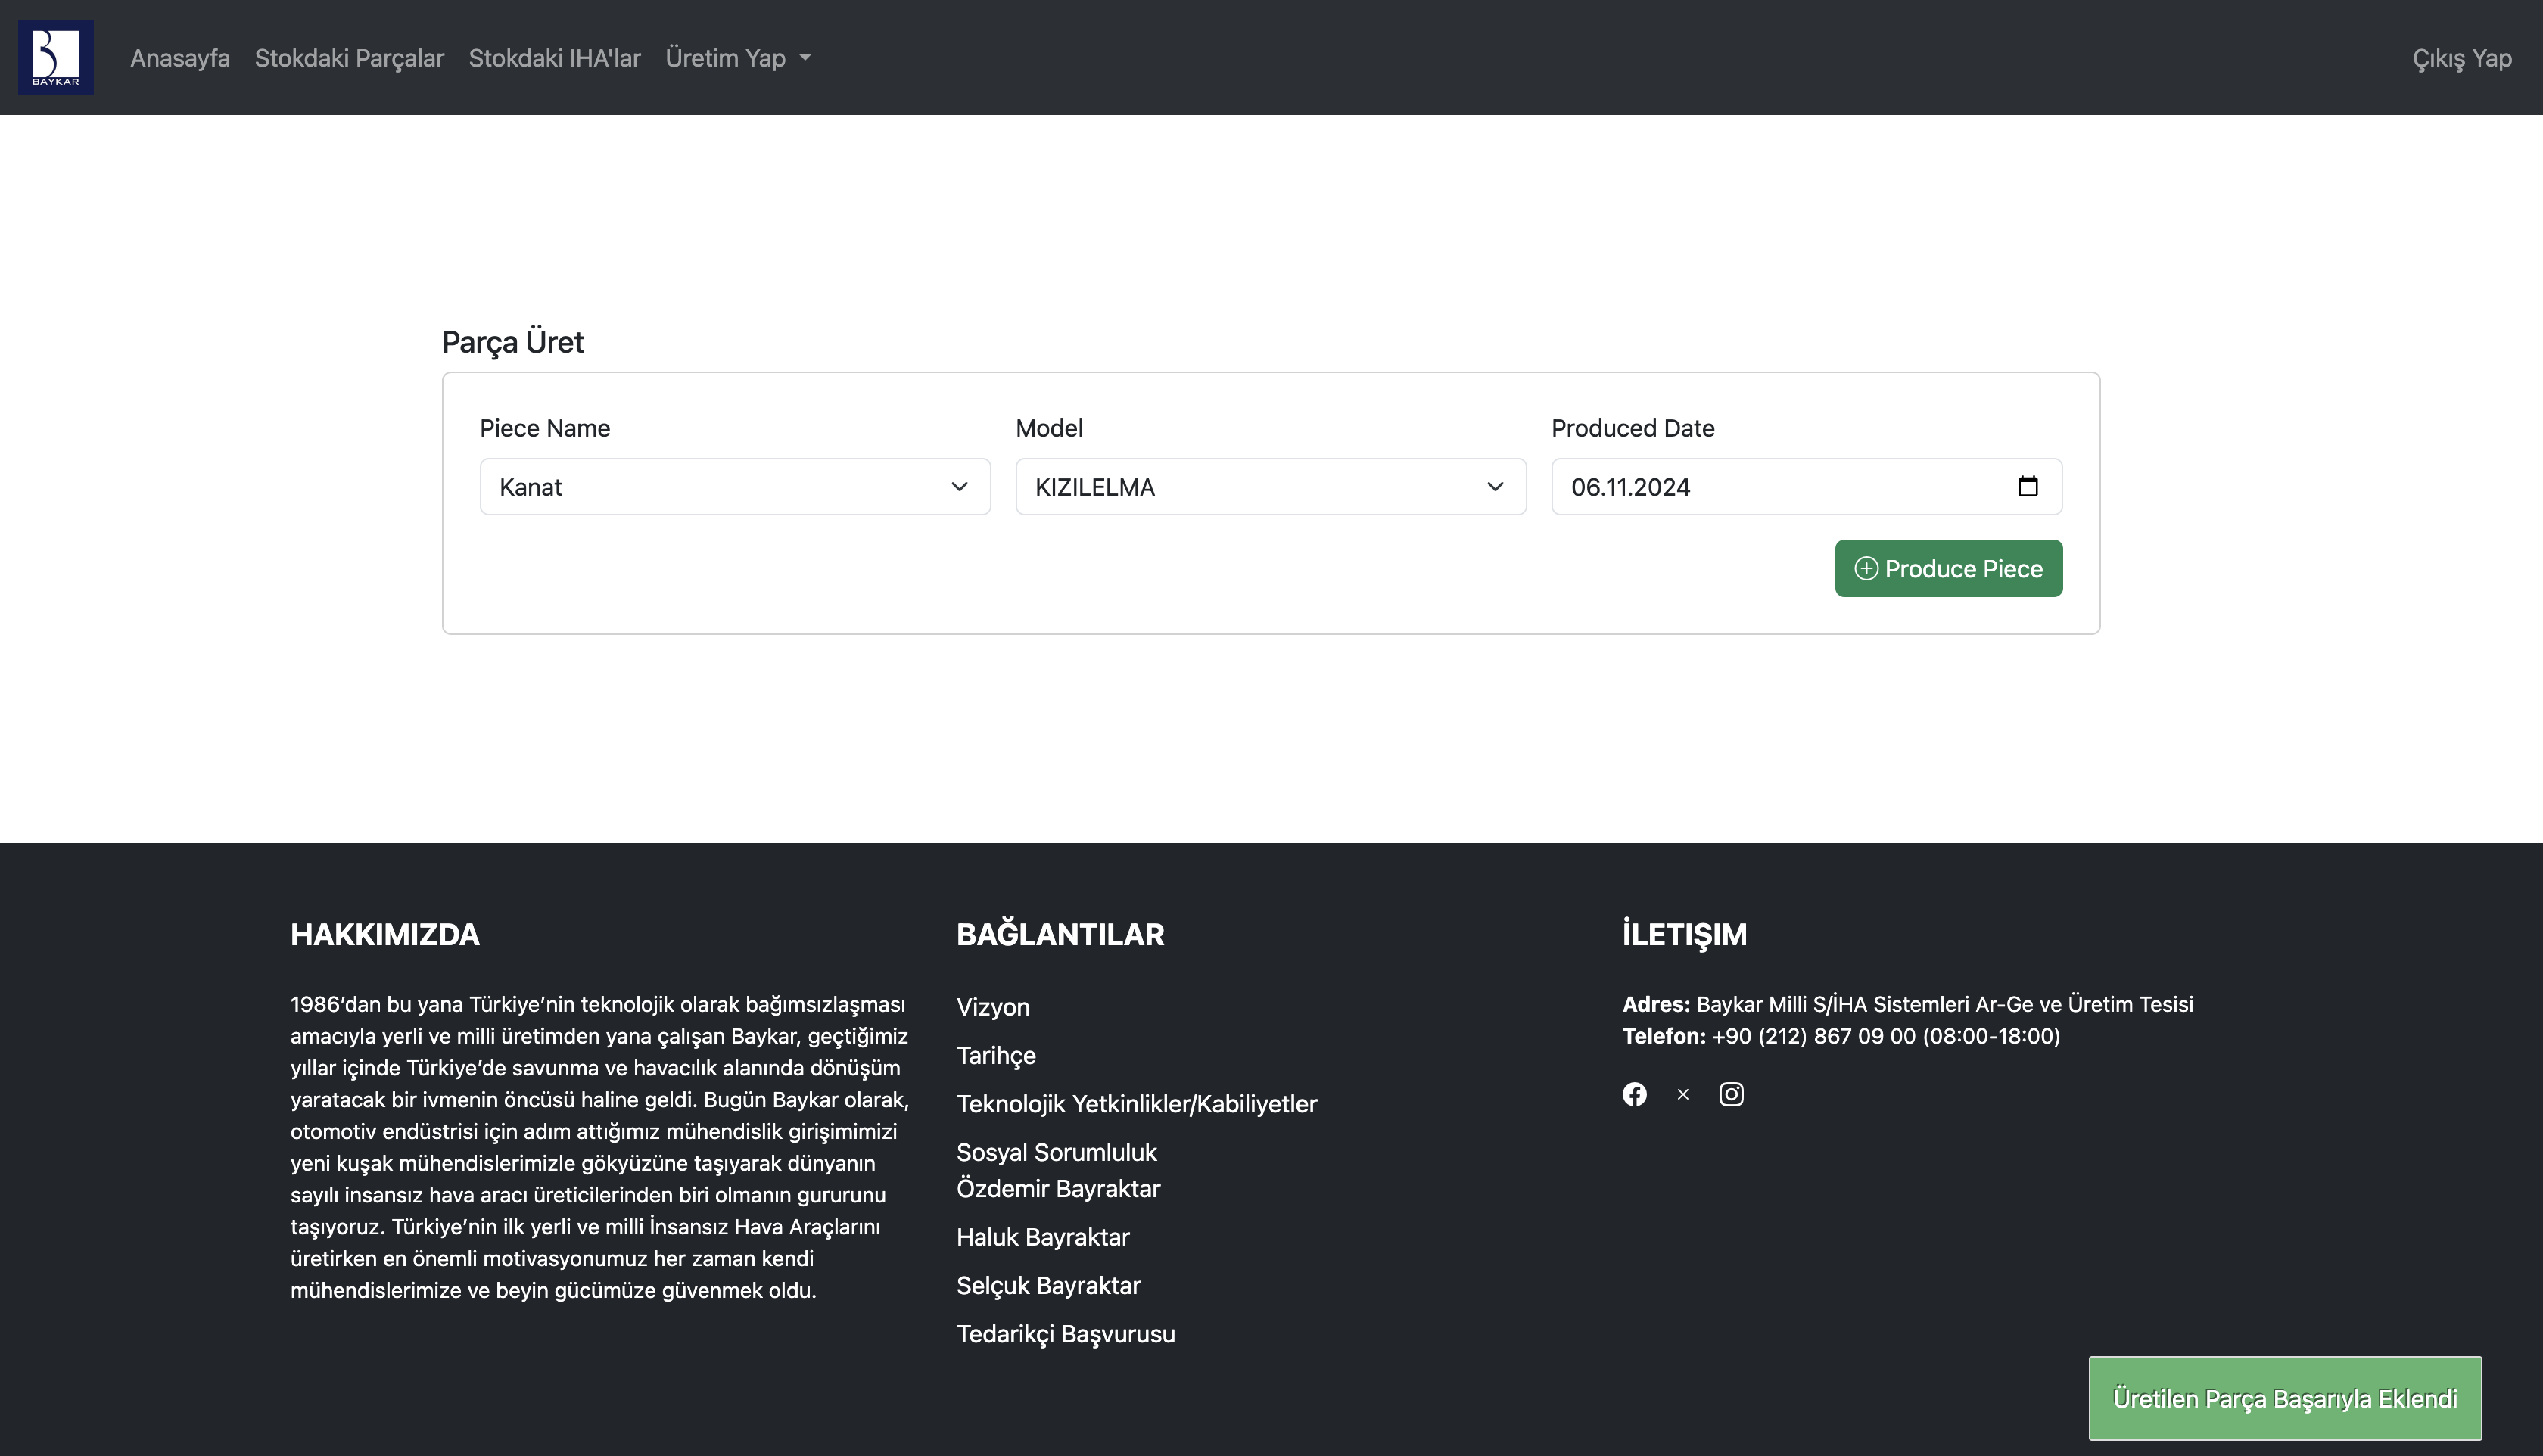 BAYKAR
Anasayfa Stokdaki Parçalar Stokdaki IHA'lar Üretim Yap Çıkış Yap
Parça Üret
Piece Name Model Produced Date
Kanat KIZILELMA 06.11.2024
Produce Piece
HAKKIMIZDA
1986’dan bu yana Türkiye’nin teknolojik olarak bağımsızlaşması
amacıyla yerli ve milli üretimden yana çalışan Baykar, geçtiğimiz
yıllar içinde Türkiye’de savunma ve havacılık alanında dönüşüm
yaratacak bir ivmenin öncüsü haline geldi. Bugün Baykar olarak,
otomotiv endüstrisi için adım attığımız mühendislik girişimimizi
yeni kuşak mühendislerimizle gökyüzüne taşıyarak dünyanın
sayılı insansız hava aracı üreticilerinden biri olmanın gururunu
taşıyoruz. Türkiye’nin ilk yerli ve milli İnsansız Hava Araçlarını
üretirken en önemli motivasyonumuz her zaman kendi
mühendislerimize ve beyin gücümüze güvenmek oldu.
BAĞLANTILAR
Vizyon
Tarihçe
Teknolojik Yetkinlikler/Kabiliyetler
Sosyal Sorumluluk
Özdemir Bayraktar
Haluk Bayraktar
Selçuk Bayraktar
Tedarikçi Başvurusu
İLETIŞIM
Adres: Baykar Milli S/İHA Sistemleri Ar-Ge ve Üretim Tesisi
Telefon: +90 (212) 867 09 00 (08:00-18:00)
Üretilen Parça Başarıyla Eklendi